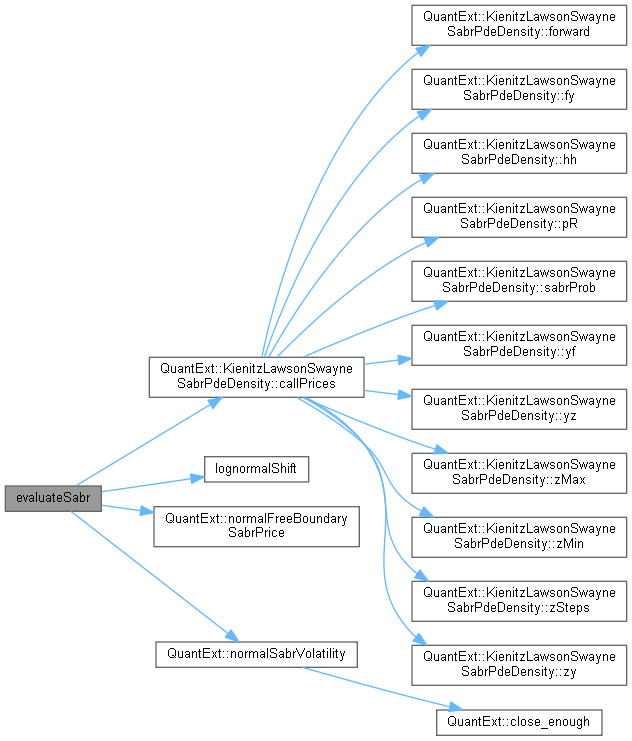 QuantExt::KienitzLawsonSwayne
SabrPdeDensity::forward
QuantExt::KienitzLawsonSwayne
SabrPdeDensity::fy
QuantExt::KienitzLawsonSwayne
SabrPdeDensity::hh
QuantExt::KienitzLawsonSwayne
SabrPdeDensity::pR
QuantExt::KienitzLawsonSwayne
SabrPdeDensity::sabrProb
QuantExt::KienitzLawsonSwayne
SabrPdeDensity::yf
QuantExt::KienitzLawsonSwayne
SabrPdeDensity::callPrices
QuantExt::KienitzLawsonSwayne
SabrPdeDensity::yz
lognormalShift
QuantExt::KienitzLawsonSwayne
SabrPdeDensity::zMax
evaluateSabr
QuantExt::normalFreeBoundary
SabrPrice
QuantExt::KienitzLawsonSwayne
SabrPdeDensity::zMin
QuantExt::KienitzLawsonSwayne
SabrPdeDensity::zSteps
QuantExt::normalSabrVolatility
QuantExt::KienitzLawsonSwayne
SabrPdeDensity::zy
QuantExt::close_enough